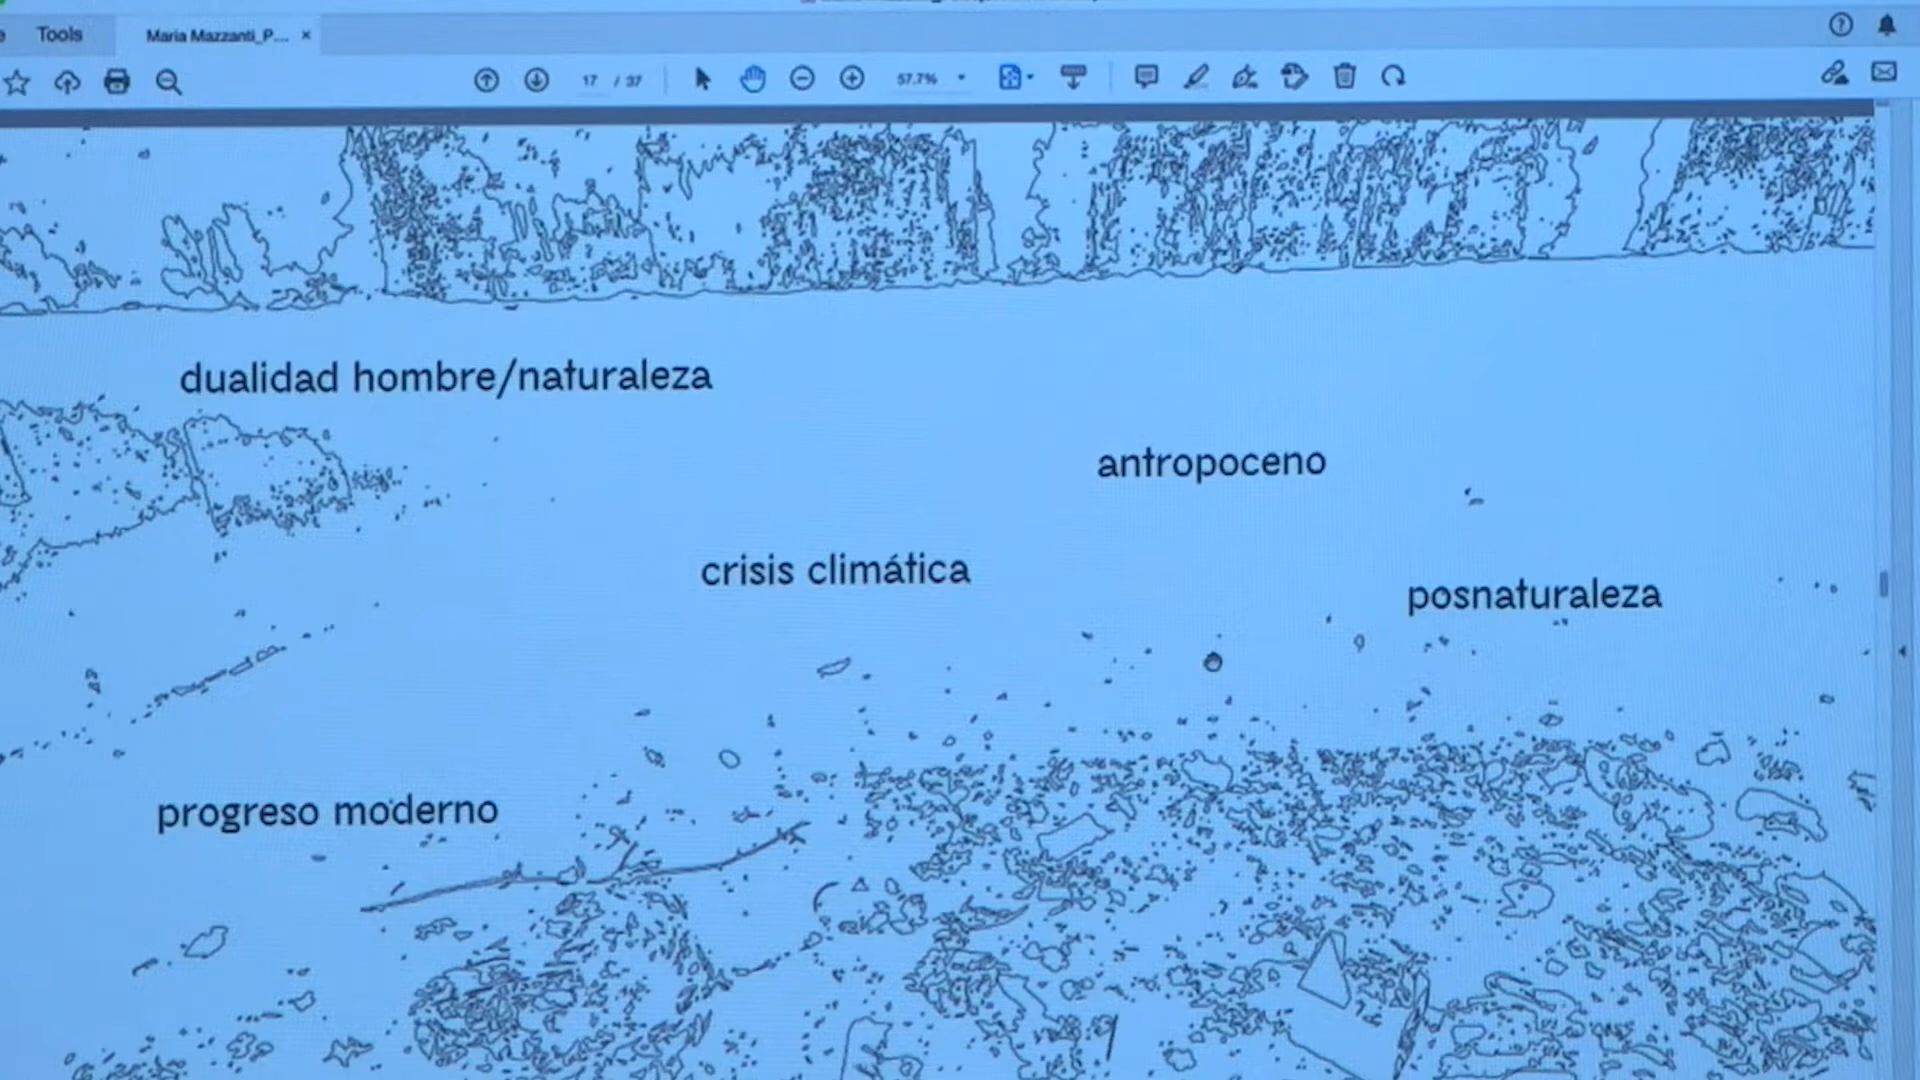 Tools
Maria Mazzanti_P... ×
17 / 37
57.7%
dualidad hombre/naturaleza
antropoceno
crisis climática
posnaturaleza
progreso moderno